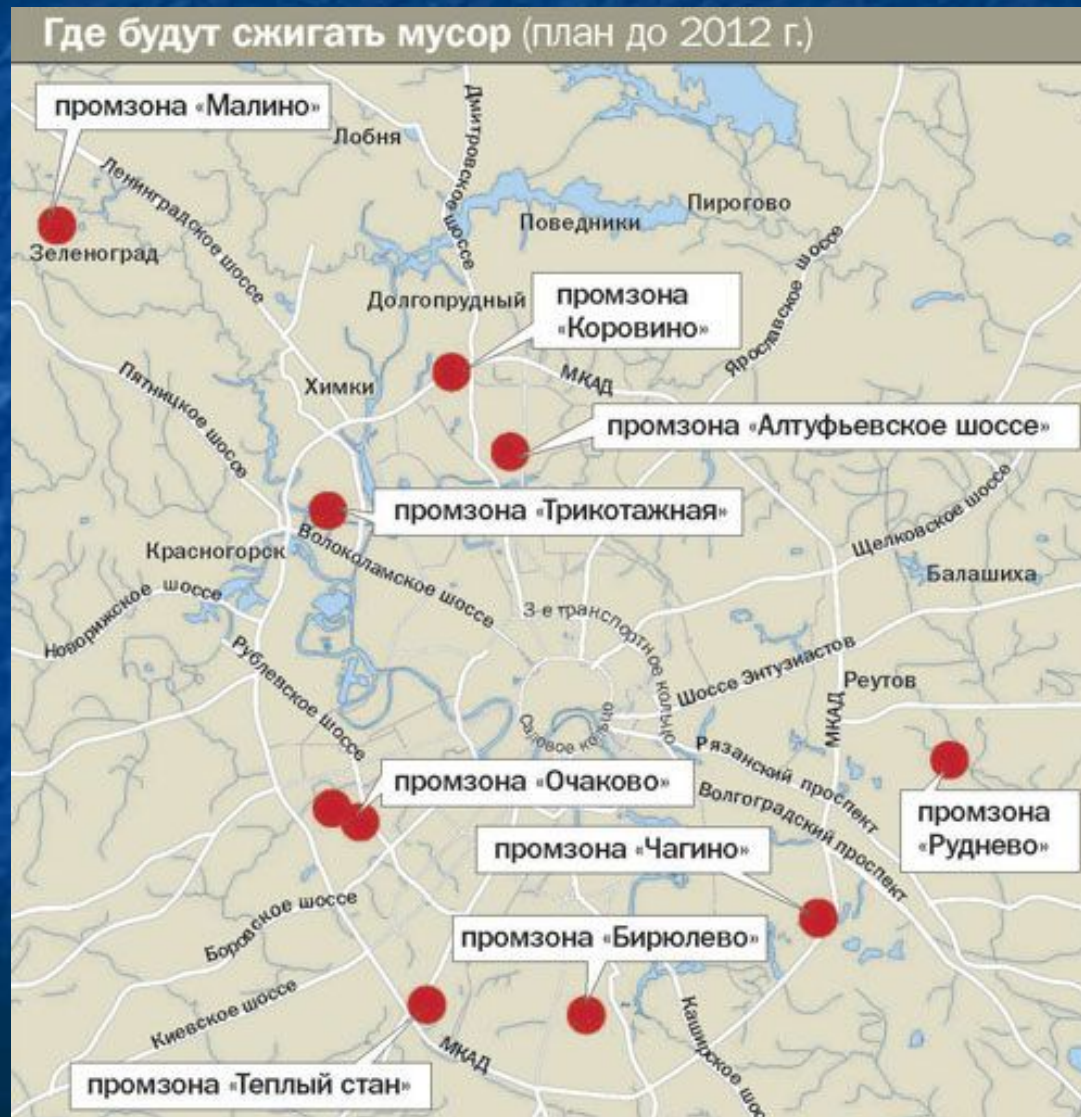 Где будут сжигать мусор (план до 2012 г.)
промзона «Малино»
Лобня
Дмитровское шоссе
Ленинградское шоссе
Зеленоград
Поведники
Пирогово
Долгопрудный
промзона
«Коровино»
Ярославское шоссе
Пятницкое шоссе
Химки
МКАД
промзона «Алтуфьевское шоссе»
промзона «Трикотажная»
Щелковское шоссе
Красногорск
Волоколамское шоссе
Балашиха
Новорижское шоссе
3-е транспортное кольцо
Рублевское шоссе
Шоссе Энтузиастов
Реутов
Садовое кольцо
МКАД
Рязанский проспект
промзона «Очаково»
Волгоградский проспект
промзона
«Руднево»
промзона «Чагино»
Боровское шоссе
промзона «Бирюлево»
Киевское шоссе
Каширское шоссе
МКАД
промзона «Теплый стан»